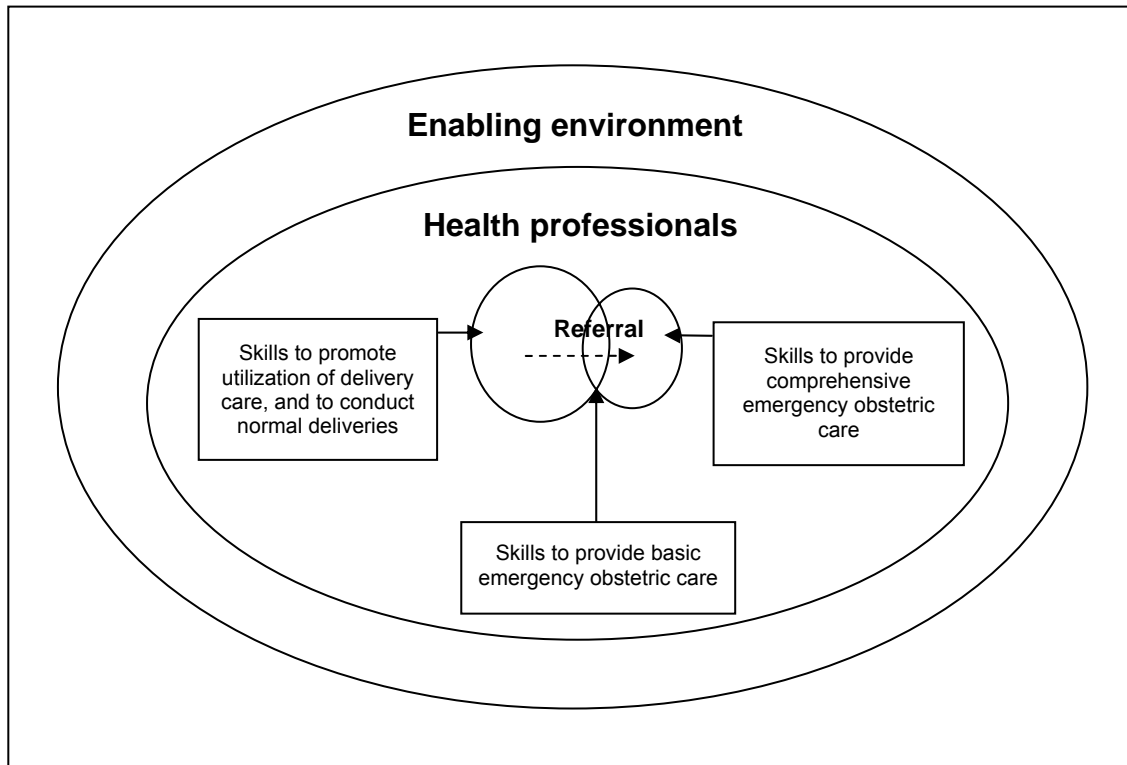 Enabling environment
Health professionals
Referral
Skills to promote
utilization of delivery
care, and to conduct
normal deliveries
Skills to provide
comprehensive
emergency obstetric
care
Skills to provide basic
emergency obstetric care